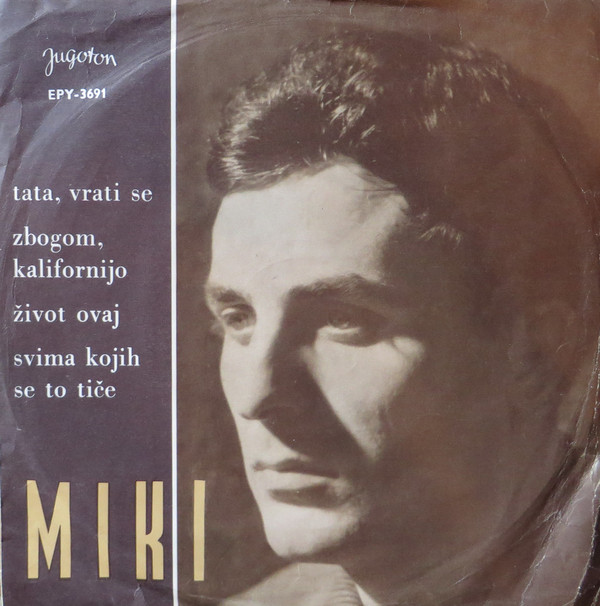 Jugoton
EPY-3691
tata, vrati se
zbogom,
kalifornijo
život ovaj
svima kojih
se to tiče
MIKI